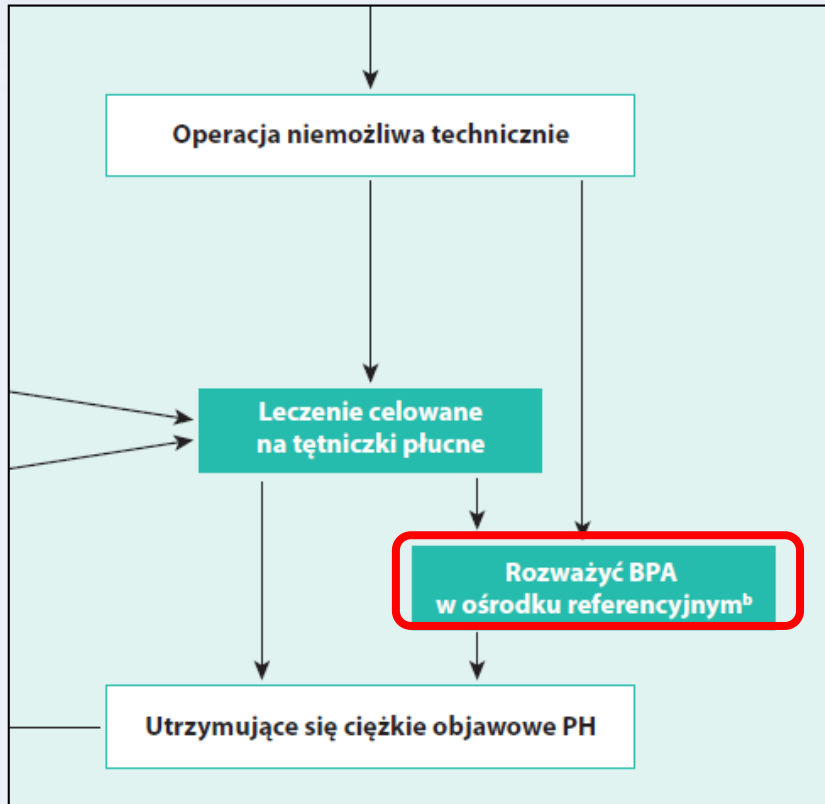 Operacja niemożliwa technicznie
Leczenie celowane
na tętniczki płucne
Rozważyć BPA
w ośrodku referencyjnymᵇ
Utrzymujące się ciężkie objawowe PH